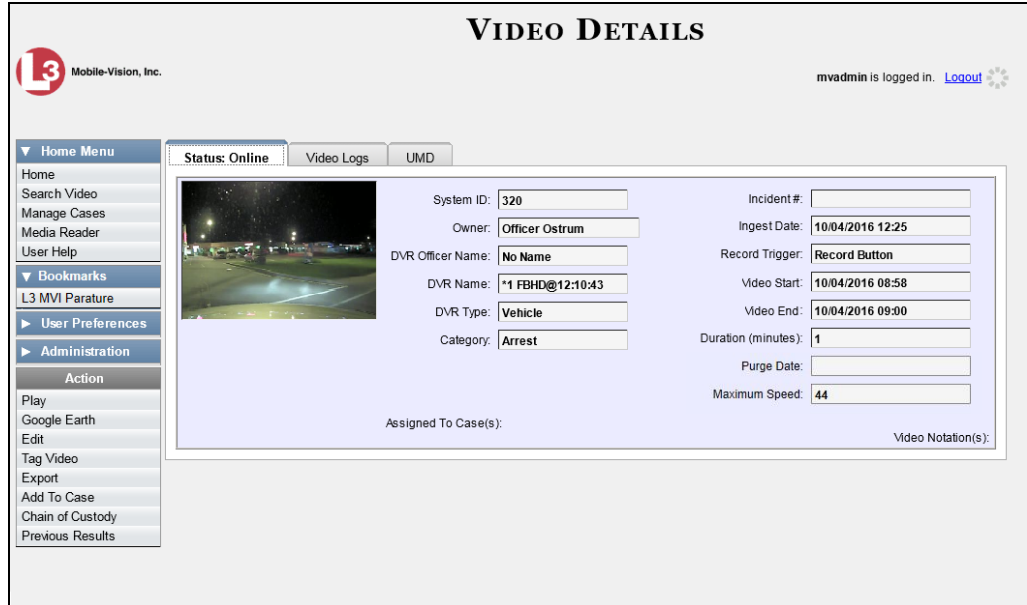 VIDEO DETAILS
L3 Mobile-Vision, Inc.
mvadmin is logged in. Logout
Home Menu
Home
Search Video
Manage Cases
Media Reader
User Help
Bookmarks
L3 MVI Parature
User Preferences
Administration
Action
Play
Google Earth
Edit
Tag Video
Export
Add To Case
Chain of Custody
Previous Results
Status: Online Video Logs UMD
System ID: 320
Owner: Officer Ostrum
DVR Officer Name: No Name
DVR Name: *1 FBHD@12:10:43
DVR Type: Vehicle
Category: Arrest
Incident #:
Ingest Date: 10/04/2016 12:25
Record Trigger: Record Button
Video Start: 10/04/2016 08:58
Video End: 10/04/2016 09:00
Duration (minutes): 1
Purge Date:
Maximum Speed: 44
Assigned To Case(s):
Video Notation(s):